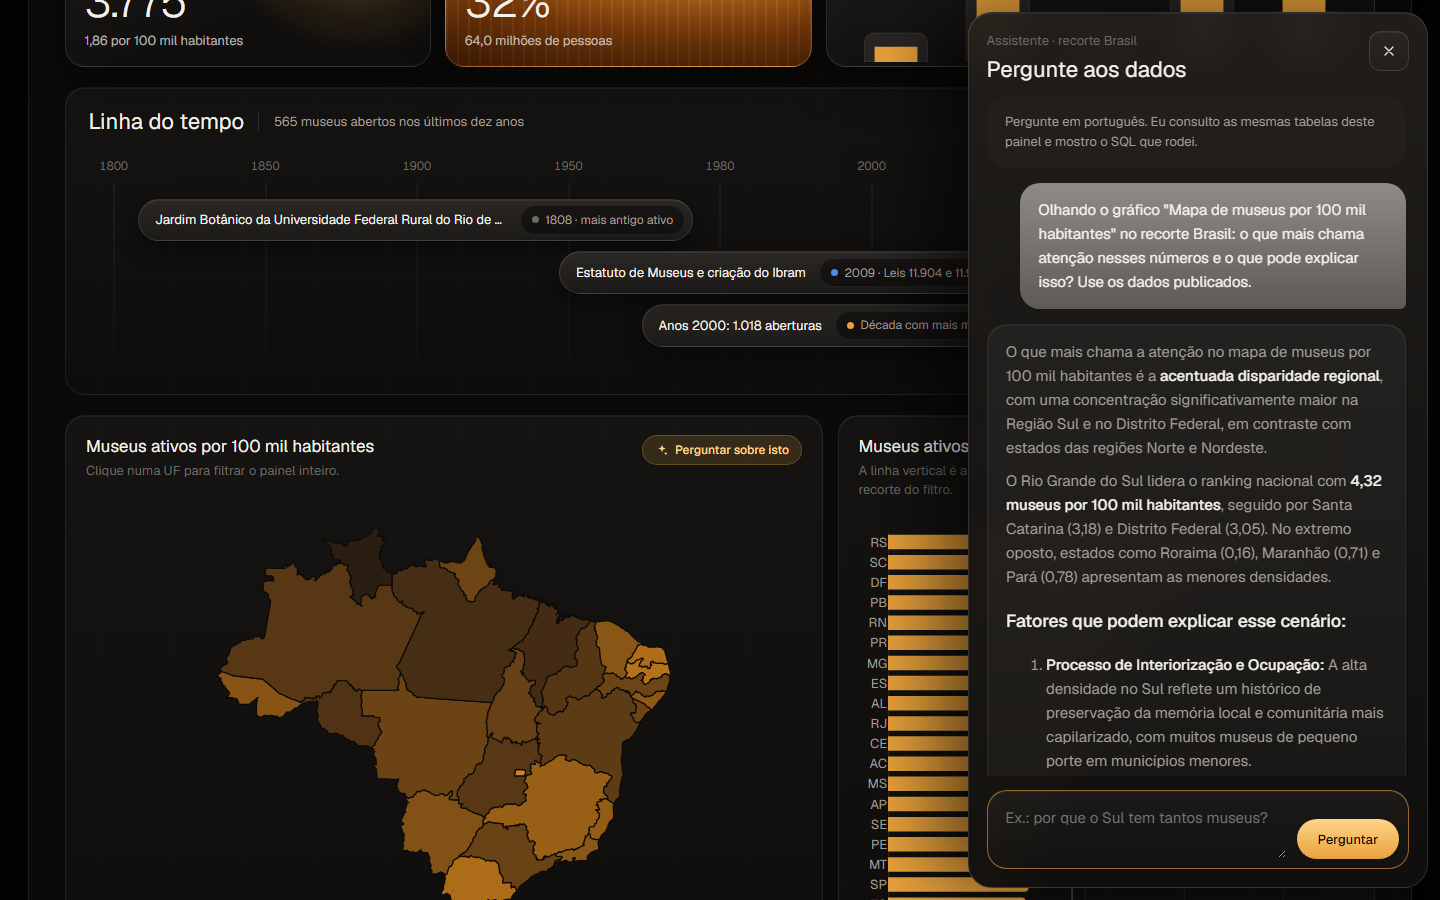 3.775
1,86 por 100 mil habitantes
32%
64,0 milhões de pessoas
Linha do tempo
565 museus abertos nos últimos dez anos
1800
1850
1900
1950
1980
2000
Jardim Botânico da Universidade Federal Rural do Rio de ...
1808 · mais antigo ativo
Estatuto de Museus e criação do Ibram
2009 · Leis 11.904 e 11.9
Anos 2000: 1.018 aberturas
Década com mais m
Museus ativos por 100 mil habitantes
Clique numa UF para filtrar o painel inteiro.
Perguntar sobre isto
Museus ativos
A linha vertical é a
recorte do filtro.
RS
SC
DF
PB
RN
PR
MG
ES
AL
RJ
CE
AC
MS
AP
SE
PE
MT
SP
Assistente · recorte Brasil
Pergunte aos dados
Pergunte em português. Eu consulto as mesmas tabelas deste
painel e mostro o SQL que rodei.
Olhando o gráfico "Mapa de museus por 100 mil
habitantes" no recorte Brasil: o que mais chama
atenção nesses números e o que pode explicar
isso? Use os dados publicados.
O que mais chama a atenção no mapa de museus por
100 mil habitantes é a acentuada disparidade regional,
com uma concentração significativamente maior na
Região Sul e no Distrito Federal, em contraste com
estados das regiões Norte e Nordeste.
O Rio Grande do Sul lidera o ranking nacional com 4,32
museus por 100 mil habitantes, seguido por Santa
Catarina (3,18) e Distrito Federal (3,05). No extremo
oposto, estados como Roraima (0,16), Maranhão (0,71) e
Pará (0,78) apresentam as menores densidades.
Fatores que podem explicar esse cenário:
1. Processo de Interiorização e Ocupação: A alta
densidade no Sul reflete um histórico de
preservação da memória local e comunitária mais
capilarizado, com muitos museus de pequeno
porte em municípios menores.
Ex.: por que o Sul tem tantos museus?
Perguntar